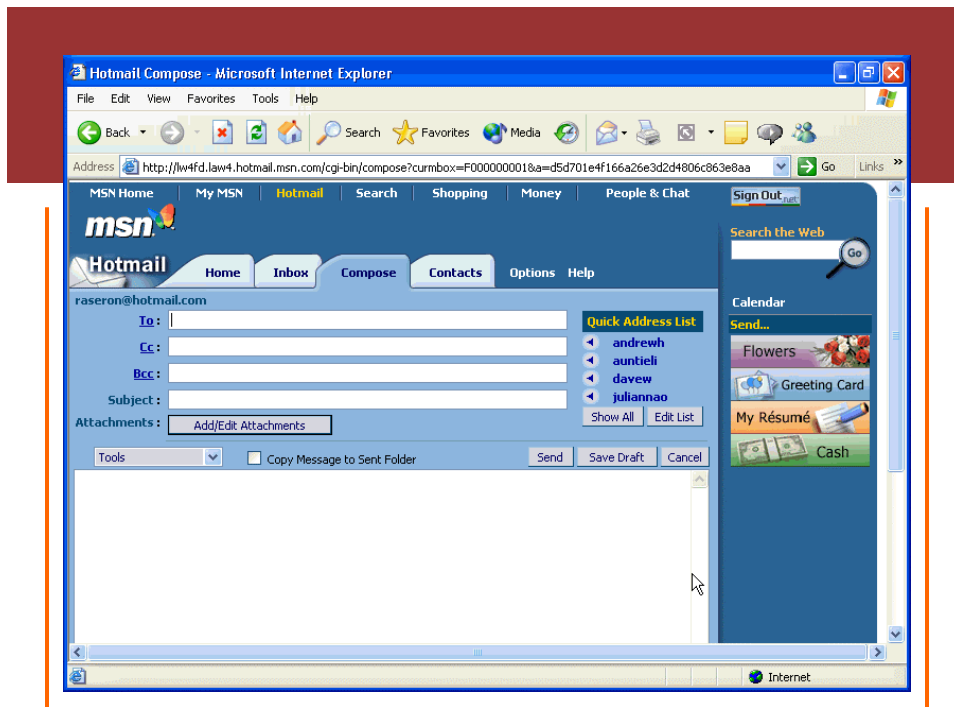 Hotmail Compose - Microsoft Internet Explorer
File Edit View Favorites Tools Help
Back Search Favorites Media
Address http://lw4fd.law4.hotmail.msn.com/cgi-bin/compose?curmbox=F000000001&a=d5d701e4f166a26e3d2d4806c863e8aa Go Links »
MSN Home My MSN Hotmail Search Shopping Money People & Chat Sign Out.net
msn
Search the Web
Go
Hotmail Home Inbox Compose Contacts Options Help
raseron@hotmail.com
Calendar
To: Quick Address List Send...
Cc: andrewh Flowers
auntieli
Bcc: davew Greeting Card
Subject: juliannao
Show All Edit List My Résumé
Attachments: Add/Edit Attachments
Tools Copy Message to Sent Folder Send Save Draft Cancel Cash
Internet